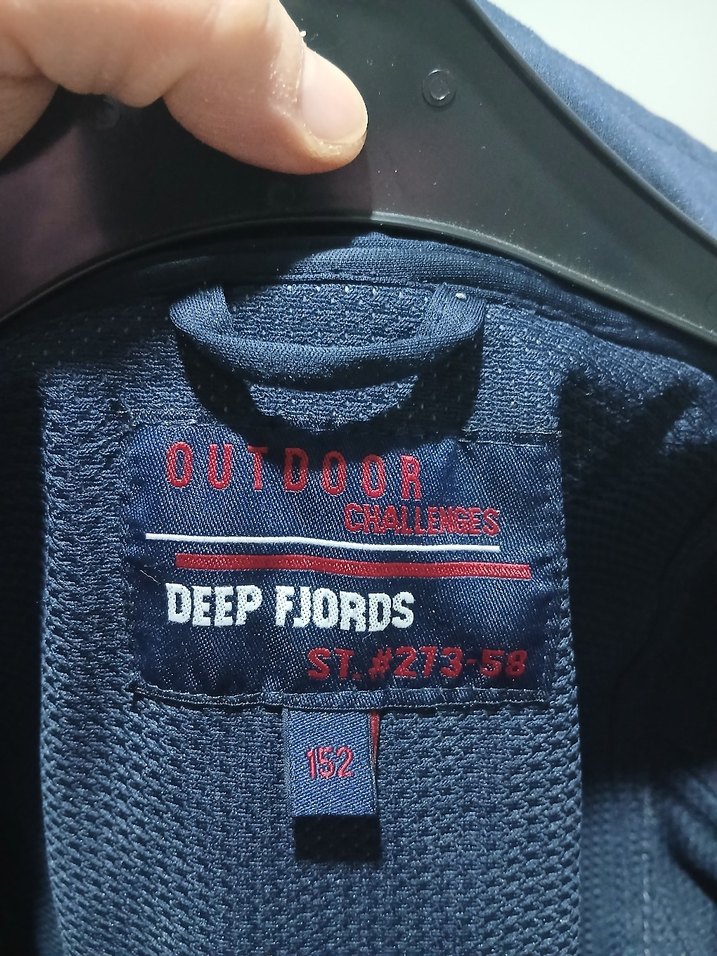 OUTDOOR
CHALLENGES
DEEP FJORDS
ST. #273-58
152